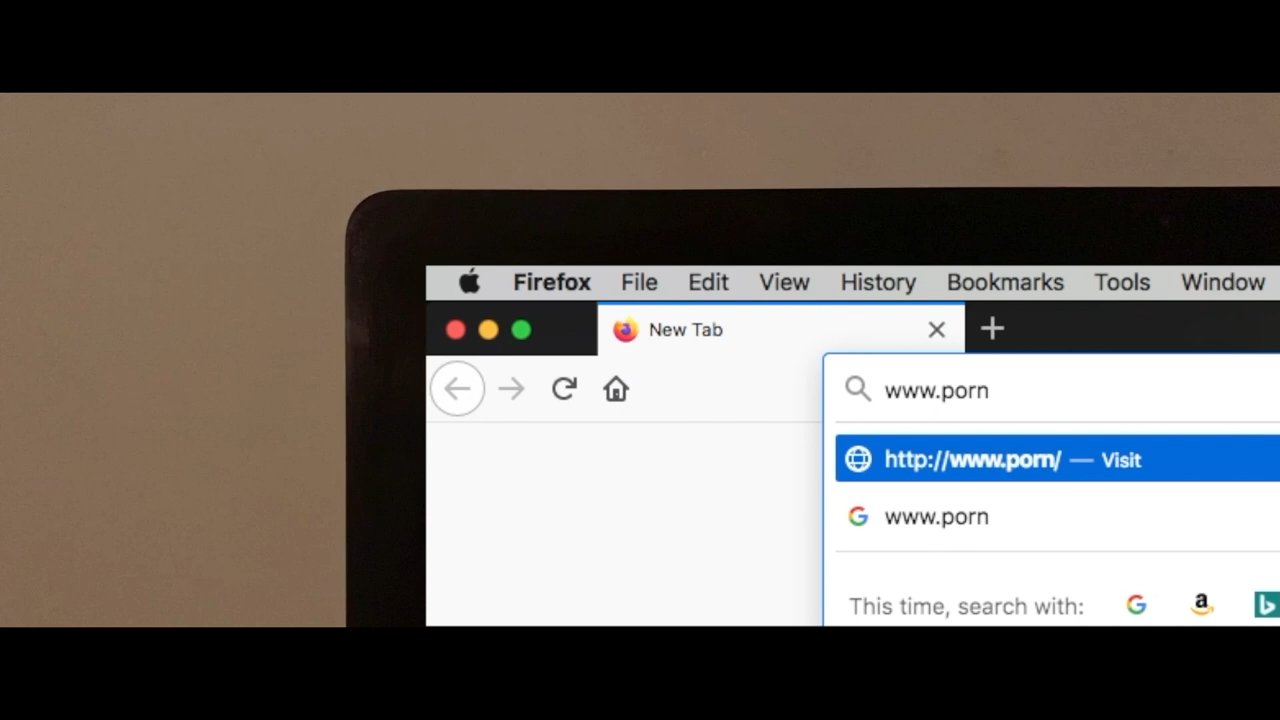 Firefox File Edit View History Bookmarks Tools Window
New Tab
www.porn
http://www.porn/ — Visit
www.porn
This time, search with: